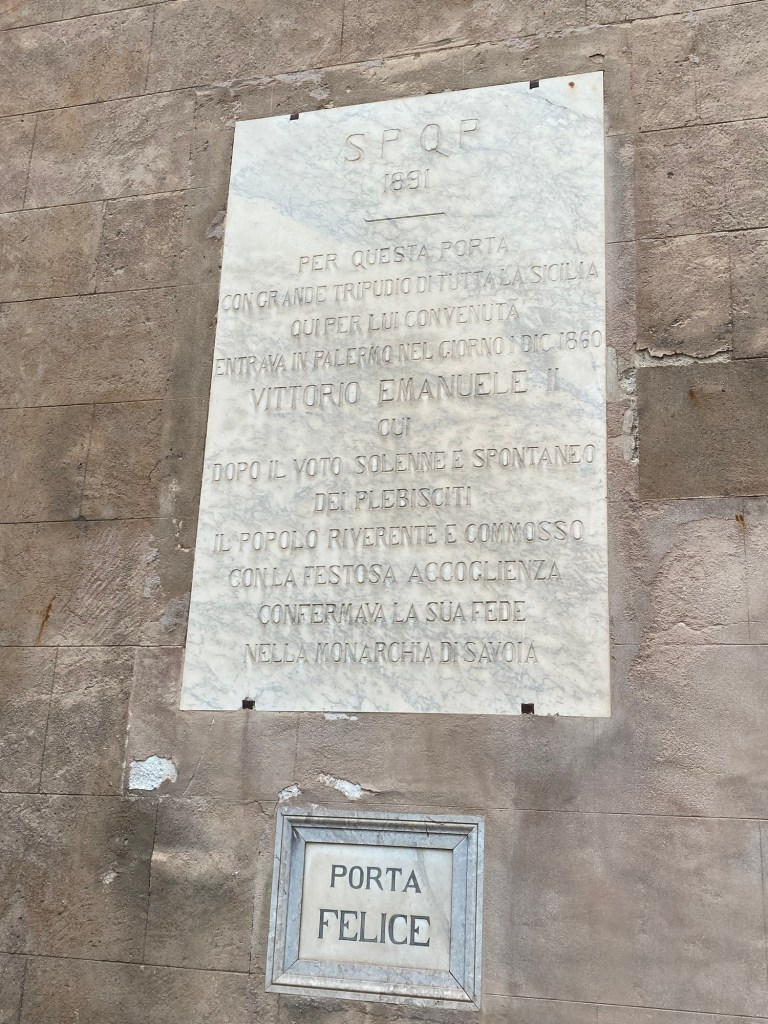 S P Q P
1891
PER QUESTA PORTA
CON GRANDE TRIPUDIO DI TUTTA LA SICILIA
QUI PER LUI CONVENUTA
ENTRAVA IN PALERMO NEL GIORNO 1 DIC. 1860
VITTORIO EMANUELE II
CUI
DOPO IL VOTO SOLENNE E SPONTANEO
DEI PLEBISCITI
IL POPOLO RIVERENTE E COMMOSSO
CON LA FESTOSA ACCOGLIENZA
CONFERMAVA LA SUA FEDE
NELLA MONARCHIA DI SAVOIA
PORTA
FELICE